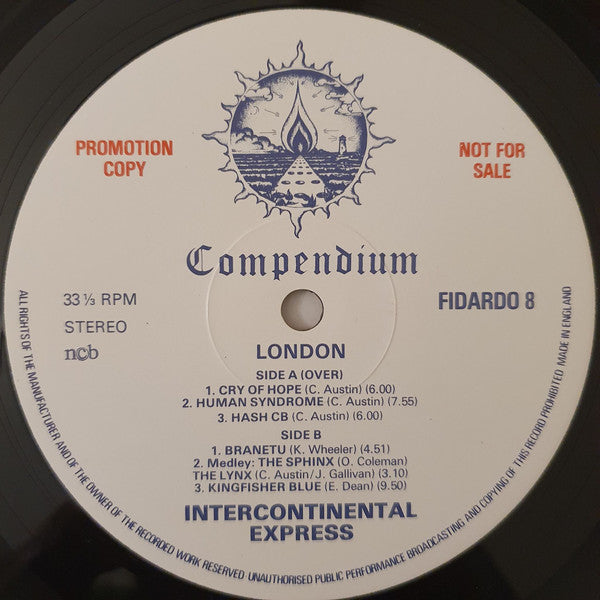 PROMOTION
COPY
NOT FOR
SALE
Compendium
33 ⅓ RPM
STEREO
ncb
FIDARDO 8
LONDON
SIDE A (OVER)
1. CRY OF HOPE (C. Austin) (6.00)
2. HUMAN SYNDROME (C. Austin) (7.55)
3. HASH CB (C. Austin) (6.00)
SIDE B
1. BRANETU (K. Wheeler) (4.51)
2. Medley: THE SPHINX (O. Coleman)
THE LYNX (C. Austin/J. Gallivan) (3.10)
3. KINGFISHER BLUE (E. Dean) (9.50)
INTERCONTINENTAL
EXPRESS
ALL RIGHTS OF THE MANUFACTURER AND OF THE OWNER OF THE RECORDED WORK RESERVED·UNAUTHORISED PUBLIC PERFORMANCE BROADCASTING AND COPYING OF THIS RECORD PROHIBITED MADE IN ENGLAND